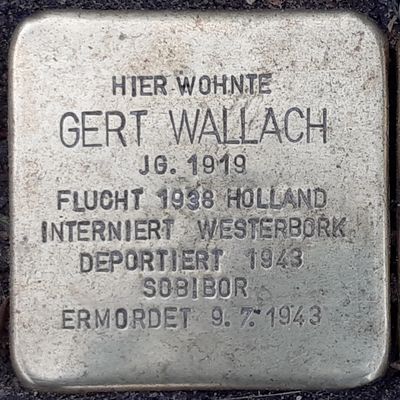 HIER WOHNTE
GERT WALLACH
JG. 1919
FLUCHT 1938 HOLLAND
INTERNIERT WESTERBORK
DEPORTIERT 1943
SOBIBOR
ERMORDET 9. 7. 1943